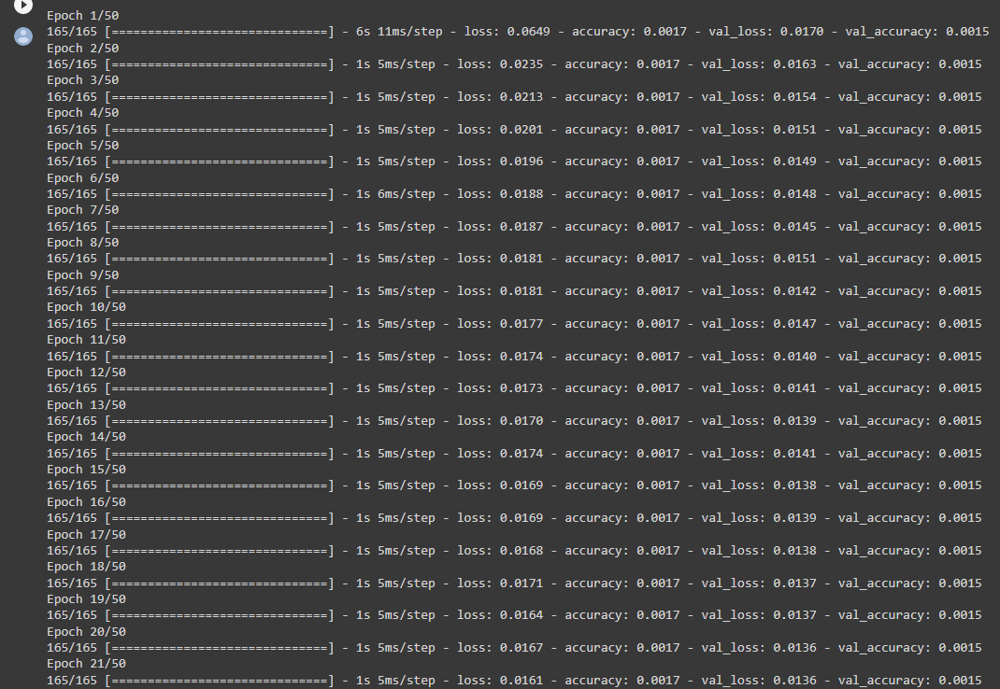 Epoch 1/50
165/165 [==============================] - 6s 11ms/step - loss: 0.0649 - accuracy: 0.0017 - val_loss: 0.0170 - val_accuracy: 0.0015
Epoch 2/50
165/165 [==============================] - 1s 5ms/step - loss: 0.0235 - accuracy: 0.0017 - val_loss: 0.0163 - val_accuracy: 0.0015
Epoch 3/50
165/165 [==============================] - 1s 5ms/step - loss: 0.0213 - accuracy: 0.0017 - val_loss: 0.0154 - val_accuracy: 0.0015
Epoch 4/50
165/165 [==============================] - 1s 5ms/step - loss: 0.0201 - accuracy: 0.0017 - val_loss: 0.0151 - val_accuracy: 0.0015
Epoch 5/50
165/165 [==============================] - 1s 5ms/step - loss: 0.0196 - accuracy: 0.0017 - val_loss: 0.0149 - val_accuracy: 0.0015
Epoch 6/50
165/165 [==============================] - 1s 6ms/step - loss: 0.0188 - accuracy: 0.0017 - val_loss: 0.0148 - val_accuracy: 0.0015
Epoch 7/50
165/165 [==============================] - 1s 5ms/step - loss: 0.0187 - accuracy: 0.0017 - val_loss: 0.0145 - val_accuracy: 0.0015
Epoch 8/50
165/165 [==============================] - 1s 5ms/step - loss: 0.0181 - accuracy: 0.0017 - val_loss: 0.0151 - val_accuracy: 0.0015
Epoch 9/50
165/165 [==============================] - 1s 5ms/step - loss: 0.0181 - accuracy: 0.0017 - val_loss: 0.0142 - val_accuracy: 0.0015
Epoch 10/50
165/165 [==============================] - 1s 5ms/step - loss: 0.0177 - accuracy: 0.0017 - val_loss: 0.0147 - val_accuracy: 0.0015
Epoch 11/50
165/165 [==============================] - 1s 5ms/step - loss: 0.0174 - accuracy: 0.0017 - val_loss: 0.0140 - val_accuracy: 0.0015
Epoch 12/50
165/165 [==============================] - 1s 5ms/step - loss: 0.0173 - accuracy: 0.0017 - val_loss: 0.0141 - val_accuracy: 0.0015
Epoch 13/50
165/165 [==============================] - 1s 5ms/step - loss: 0.0170 - accuracy: 0.0017 - val_loss: 0.0139 - val_accuracy: 0.0015
Epoch 14/50
165/165 [==============================] - 1s 5ms/step - loss: 0.0174 - accuracy: 0.0017 - val_loss: 0.0141 - val_accuracy: 0.0015
Epoch 15/50
165/165 [==============================] - 1s 5ms/step - loss: 0.0169 - accuracy: 0.0017 - val_loss: 0.0138 - val_accuracy: 0.0015
Epoch 16/50
165/165 [==============================] - 1s 5ms/step - loss: 0.0169 - accuracy: 0.0017 - val_loss: 0.0139 - val_accuracy: 0.0015
Epoch 17/50
165/165 [==============================] - 1s 5ms/step - loss: 0.0168 - accuracy: 0.0017 - val_loss: 0.0138 - val_accuracy: 0.0015
Epoch 18/50
165/165 [==============================] - 1s 5ms/step - loss: 0.0171 - accuracy: 0.0017 - val_loss: 0.0137 - val_accuracy: 0.0015
Epoch 19/50
165/165 [==============================] - 1s 5ms/step - loss: 0.0164 - accuracy: 0.0017 - val_loss: 0.0137 - val_accuracy: 0.0015
Epoch 20/50
165/165 [==============================] - 1s 5ms/step - loss: 0.0167 - accuracy: 0.0017 - val_loss: 0.0136 - val_accuracy: 0.0015
Epoch 21/50
165/165 [==============================] - 1s 5ms/step - loss: 0.0161 - accuracy: 0.0017 - val_loss: 0.0136 - val_accuracy: 0.0015